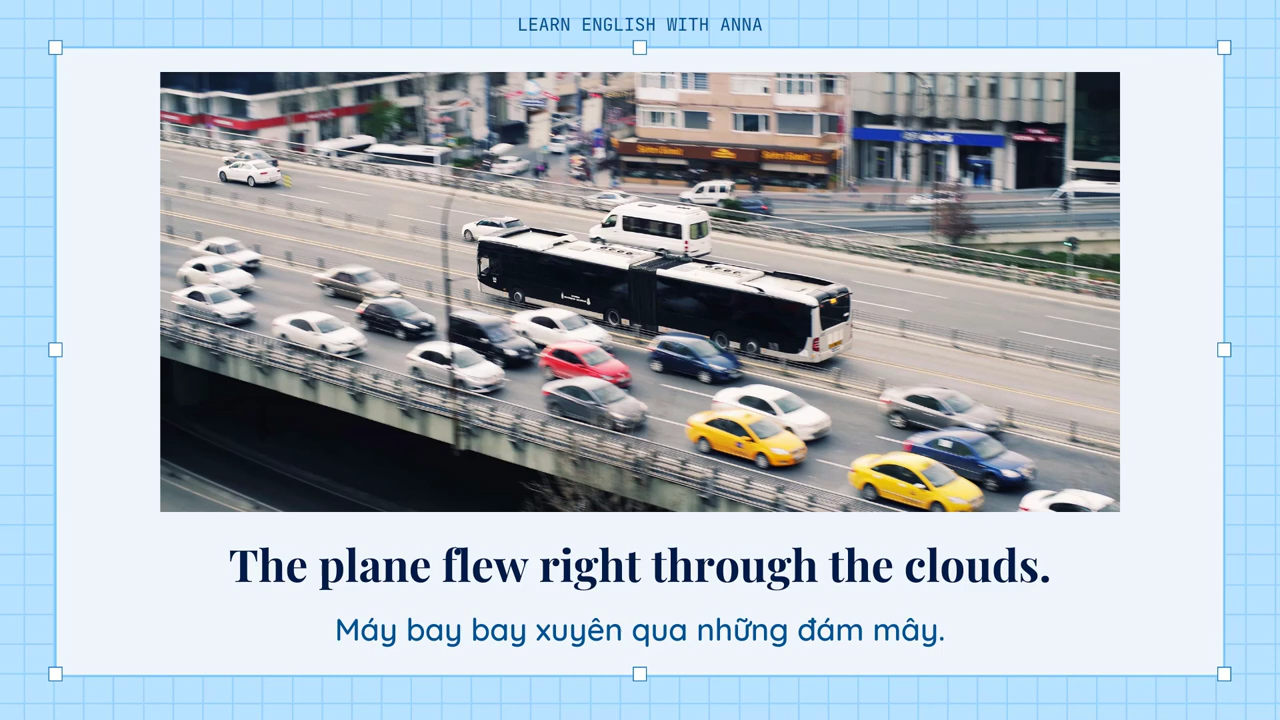 LEARN ENGLISH WITH ANNA
The plane flew right through the clouds.
Máy bay bay xuyên qua những đám mây.